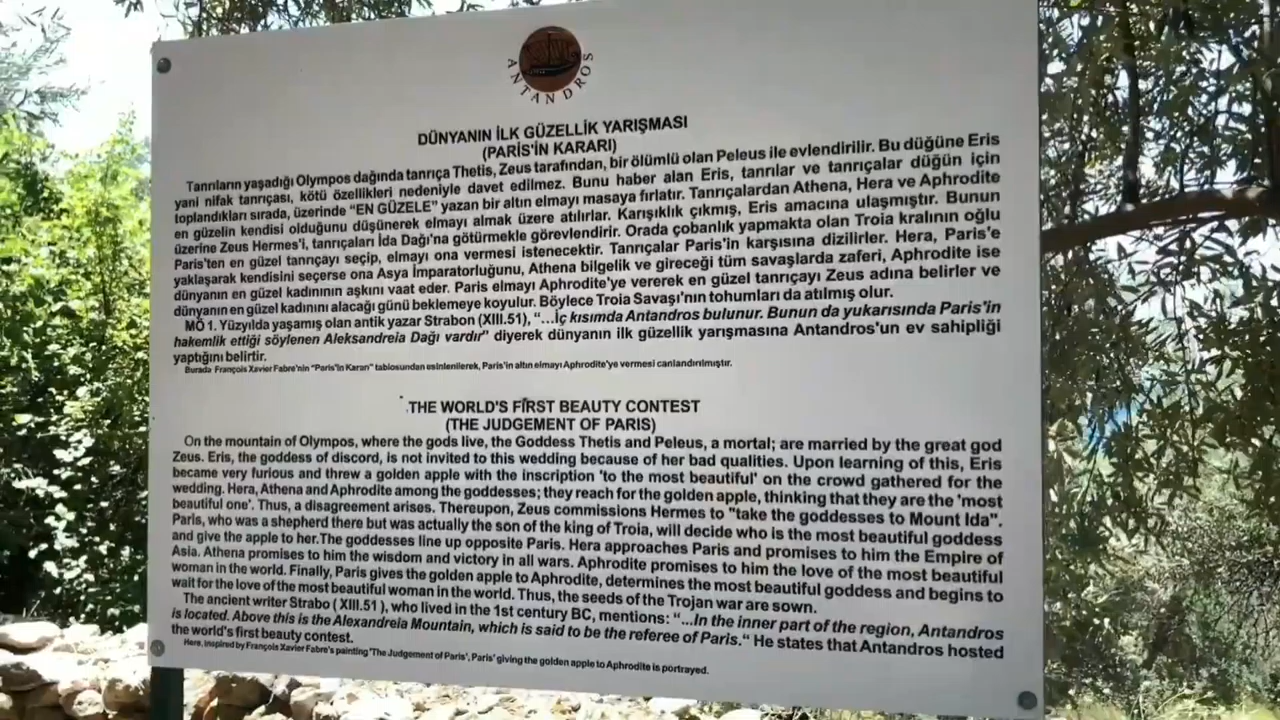 ANTANDROS
DÜNYANIN İLK GÜZELLİK YARIŞMASI
(PARİS'İN KARARI)
Tanrıların yaşadığı Olympos dağında tanrıça Thetis, Zeus tarafından, bir ölümlü olan Peleus ile evlendirilir. Bu düğüne Eris
yani nifak tanrıçası, kötü özellikleri nedeniyle davet edilmez. Bunu haber alan Eris, tanrılar ve tanrıçalar düğün için
toplandıkları sırada, üzerinde “EN GÜZELE” yazan bir altın elmayı masaya fırlatır. Tanrıçalardan Athena, Hera ve Aphrodite
en güzelin kendisi olduğunu düşünerek elmayı almak üzere atılırlar. Karışıklık çıkmış, Eris amacına ulaşmıştır. Bunun
üzerine Zeus Hermes'i, tanrıçaları İda Dağı'na götürmekle görevlendirir. Orada çobanlık yapmakta olan Troia kralının oğlu
Paris'ten en güzel tanrıçayı seçip, elmayı ona vermesi istenecektir. Tanrıçalar Paris'in karşısına dizilirler. Hera, Paris'e
yaklaşarak kendisini seçerse ona Asya İmparatorluğunu, Athena bilgelik ve gireceği tüm savaşlarda zaferi, Aphrodite ise
dünyanın en güzel kadınının aşkını vaat eder. Paris elmayı Aphrodite'ye vererek en güzel tanrıçayı Zeus adına belirler ve
dünyanın en güzel kadınını alacağı günü beklemeye koyulur. Böylece Troia Savaşı'nın tohumları da atılmış olur.
MÖ 1. Yüzyılda yaşamış olan antik yazar Strabon (XIII.51), “...İç kısımda Antandros bulunur. Bunun da yukarısında Paris'in
hakemlik ettiği söylenen Aleksandreia Dağı vardır” diyerek dünyanın ilk güzellik yarışmasına Antandros'un ev sahipliği
yaptığını belirtir.
Burada François Xavier Fabre'nin “Paris'in Kararı” tablosundan esinlenilerek, Paris'in altın elmayı Aphrodite'ye vermesi canlandırılmıştır.
THE WORLD'S FIRST BEAUTY CONTEST
(THE JUDGEMENT OF PARIS)
On the mountain of Olympos, where the gods live, the Goddess Thetis and Peleus, a mortal; are married by the great god
Zeus. Eris, the goddess of discord, is not invited to this wedding because of her bad qualities. Upon learning of this, Eris
became very furious and threw a golden apple with the inscription 'to the most beautiful' on the crowd gathered for the
wedding. Hera, Athena and Aphrodite among the goddesses; they reach for the golden apple, thinking that they are the 'most
beautiful one'. Thus, a disagreement arises. Thereupon, Zeus commissions Hermes to "take the goddesses to Mount Ida".
Paris, who was a shepherd there but was actually the son of the king of Troia, will decide who is the most beautiful goddess
and give the apple to her.The goddesses line up opposite Paris. Hera approaches Paris and promises to him the Empire of
Asia. Athena promises to him the wisdom and victory in all wars. Aphrodite promises to him the love of the most beautiful
woman in the world. Finally, Paris gives the golden apple to Aphrodite, determines the most beautiful goddess and begins to
wait for the love of the most beautiful woman in the world. Thus, the seeds of the Trojan war are sown.
The ancient writer Strabo ( XIII.51 ), who lived in the 1st century BC, mentions: “...In the inner part of the region, Antandros
is located. Above this is the Alexandreia Mountain, which is said to be the referee of Paris.“ He states that Antandros hosted
the world's first beauty contest.
Here, inspired by François Xavier Fabre's painting 'The Judgement of Paris', Paris' giving the golden apple to Aphrodite is portrayed.